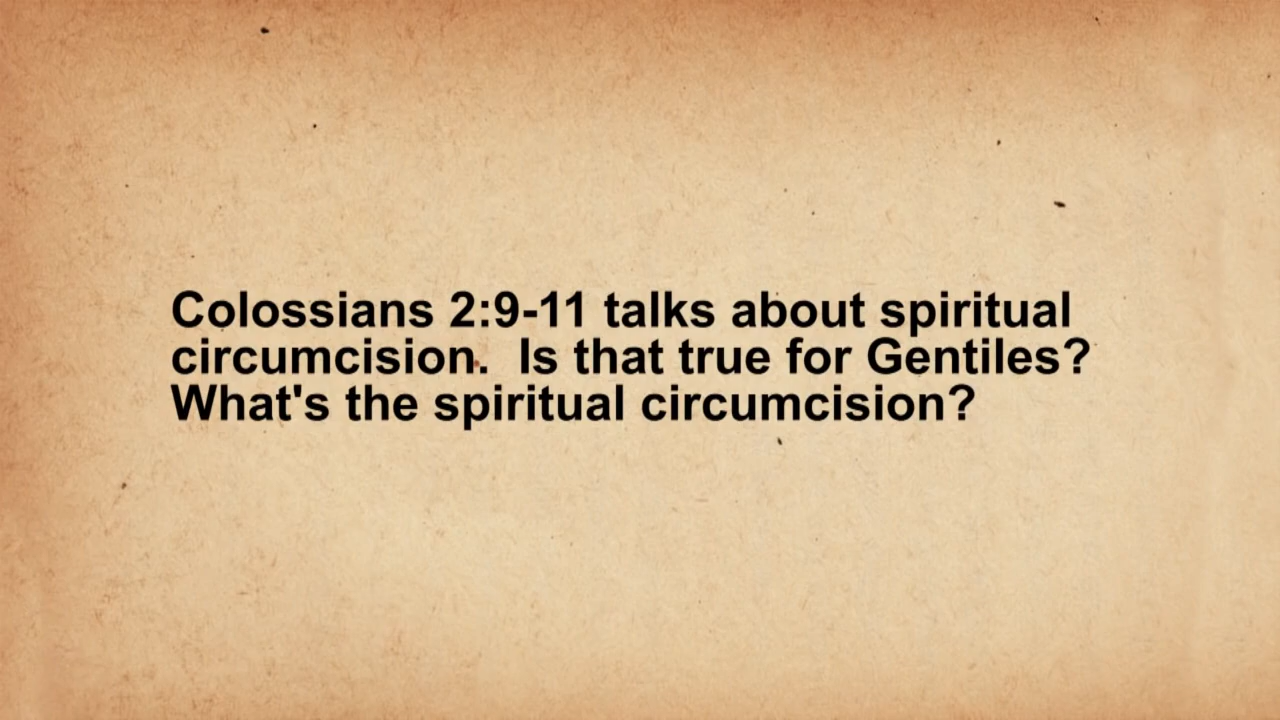 Colossians 2:9-11 talks about spiritual
circumcision.  Is that true for Gentiles?
What's the spiritual circumcision?